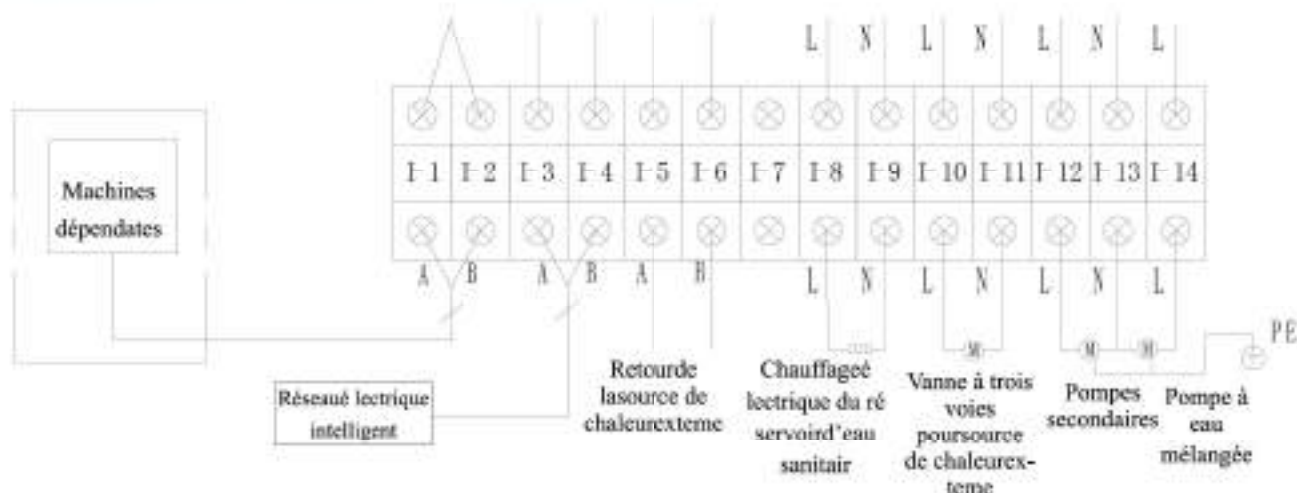 L N L N L N L
I-1 I-2 I-3 I-4 I-5 I-6 I-7 I-8 I-9 I-10 I-11 I-12 I-13 I-14
Machines
dépendates
A B A B A B L N L N L N L
PE
Réseaué lectrique
intelligent
Retourde
lasource de
chaleurexteme
Chauffageé
lectrique du ré
servoird’eau
sanitair
Vanne à trois
voies
poursource
de chaleurex-
teme
Pompes
secondaires
Pompe à
eau
mélangée
M M M